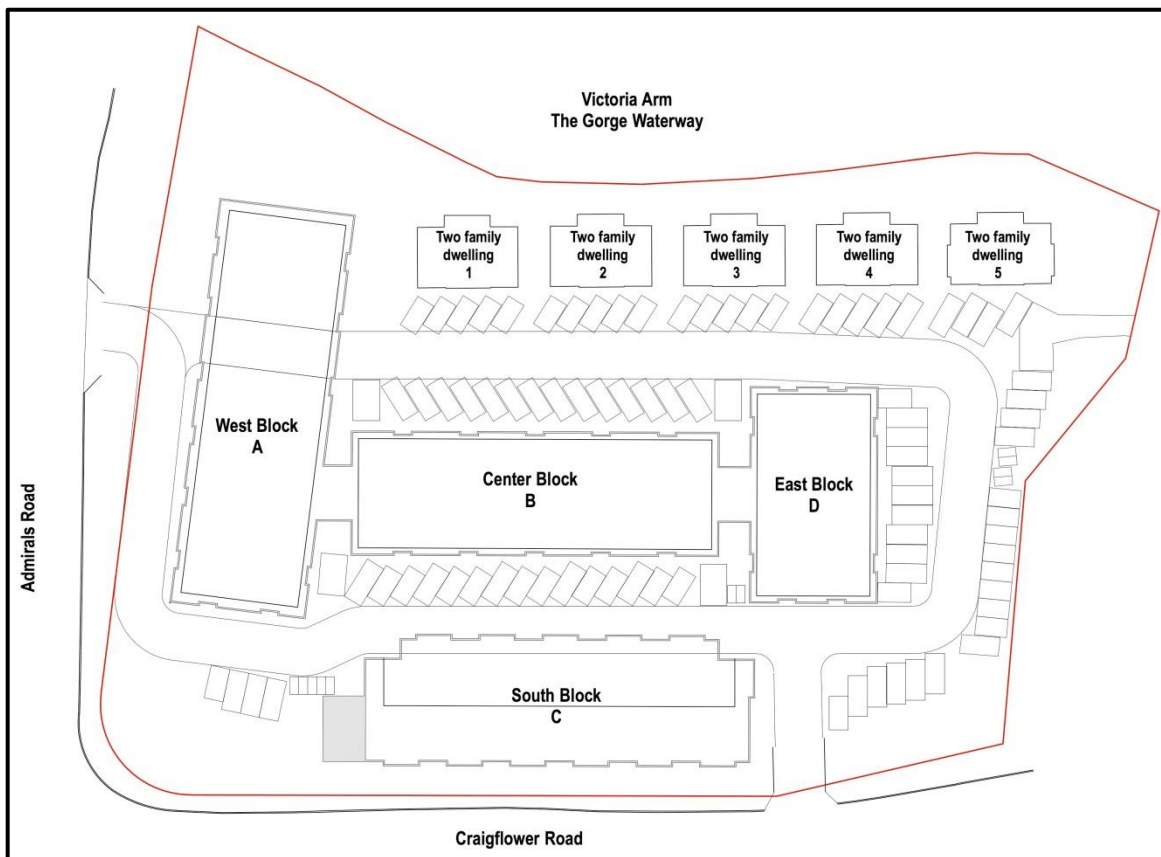 Victoria Arm
The Gorge Waterway
Two family
dwelling
1
Two family
dwelling
2
Two family
dwelling
3
Two family
dwelling
4
Two family
dwelling
5
West Block
A
Center Block
B
East Block
D
Admirals Road
South Block
C
Craigflower Road